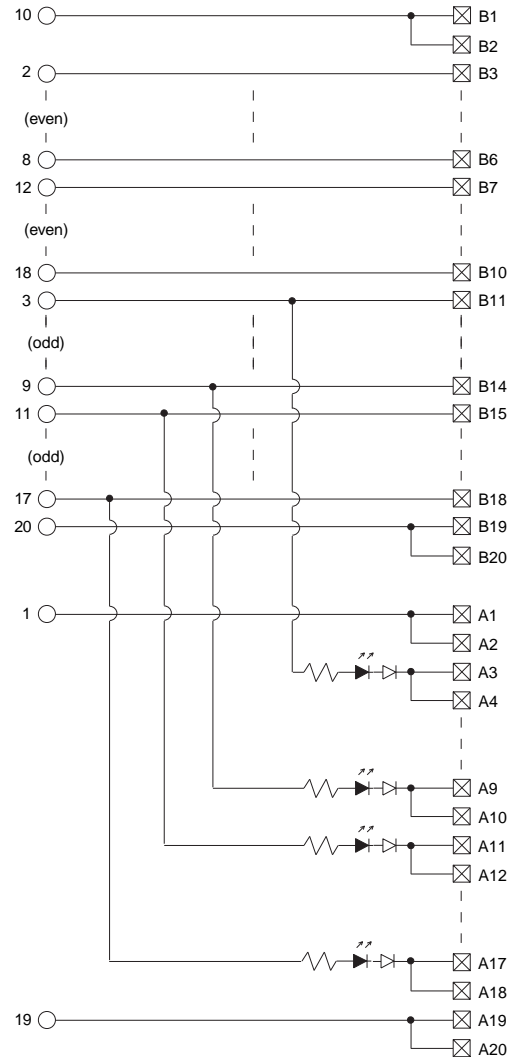 10 B1
B2
2 B3
(even)
8 B6
12 B7
(even)
18 B10
3 B11
(odd)
9 B14
11 B15
(odd)
17 B18
20 B19
B20
1 A1
A2
A3
A4
A9
A10
A11
A12
A17
A18
19 A19
A20